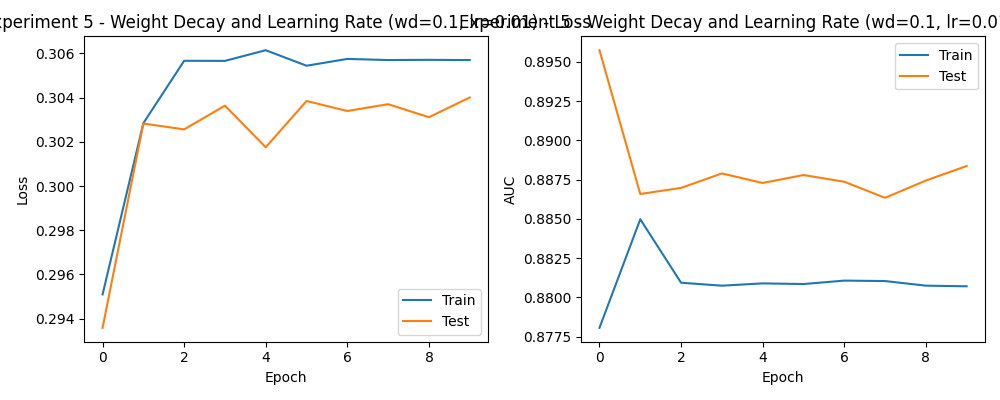 xperiment 5 - Weight Decay and Learning Rate (wd=0.1, lr=0.01) - Loss
Experiment 5 - Weight Decay and Learning Rate (wd=0.1, lr=0.0
0.306
0.304
0.302
0.300
0.298
0.296
0.294
Loss
0 2 4 6 8
Epoch
Train
Test
0.8950
0.8925
0.8900
0.8875
0.8850
0.8825
0.8800
0.8775
AUC
0 2 4 6 8
Epoch
Train
Test